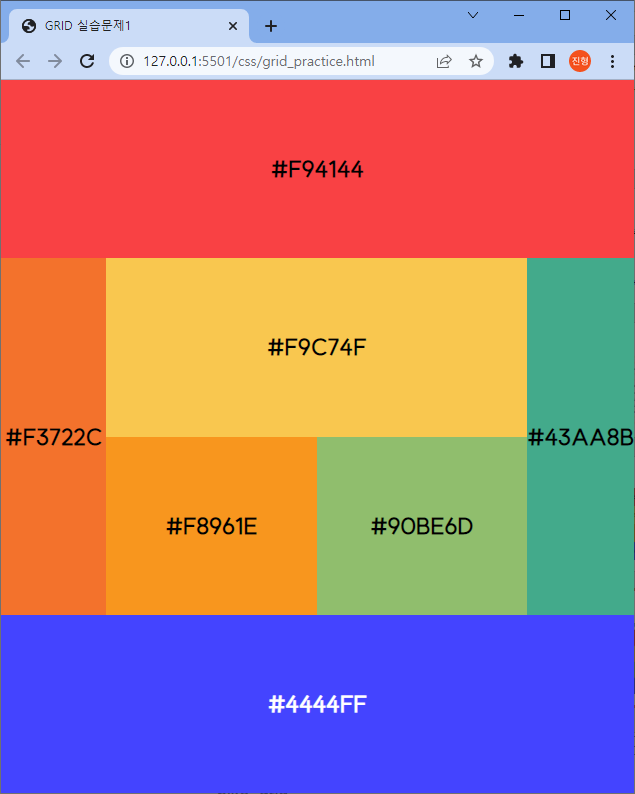 GRID 실습문제1
127.0.0.1:5501/css/grid_practice.html
진형
#F94144
#F9C74F
#F3722C
#43AA8B
#F8961E
#90BE6D
#4444FF